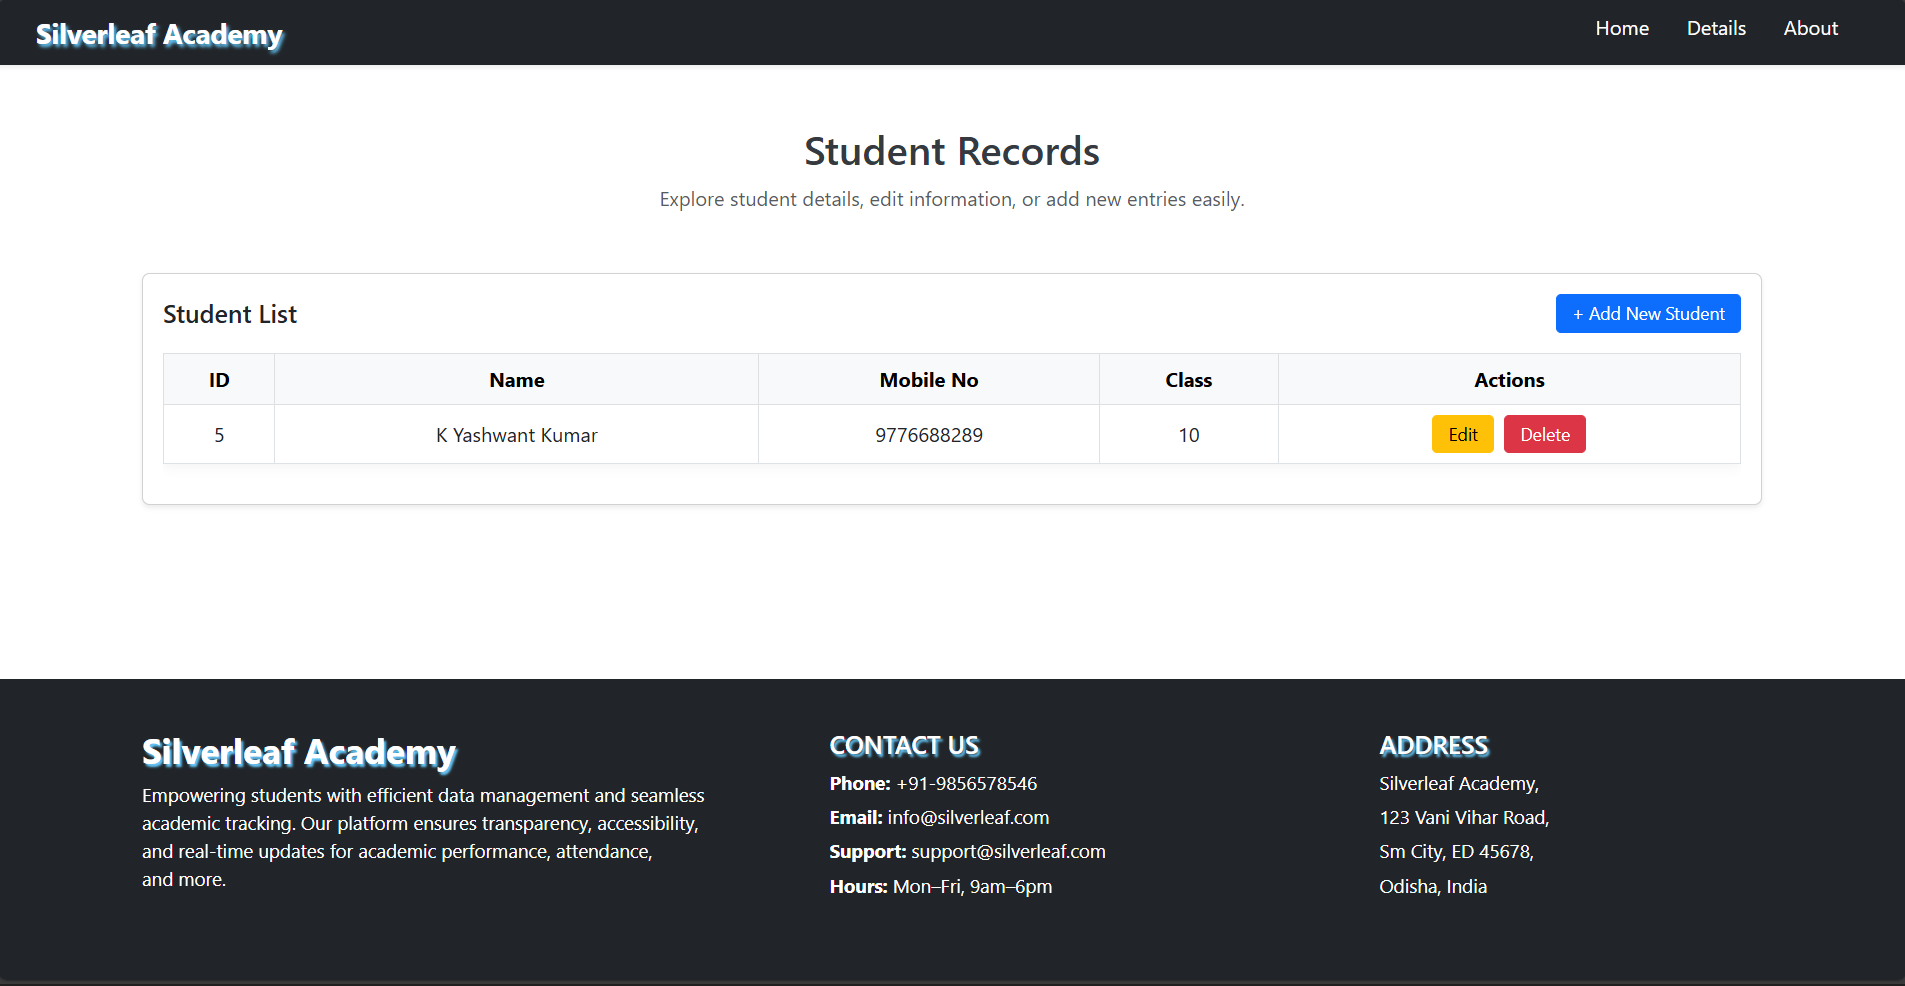 Silverleaf Academy
Home Details About
Student Records
Explore student details, edit information, or add new entries easily.
Student List
+ Add New Student
ID Name Mobile No Class Actions
5 K Yashwant Kumar 9776688289 10 Edit Delete
Silverleaf Academy
Empowering students with efficient data management and seamless
academic tracking. Our platform ensures transparency, accessibility,
and real-time updates for academic performance, attendance,
and more.
CONTACT US
Phone: +91-9856578546
Email: info@silverleaf.com
Support: support@silverleaf.com
Hours: Mon–Fri, 9am–6pm
ADDRESS
Silverleaf Academy,
123 Vani Vihar Road,
Sm City, ED 45678,
Odisha, India